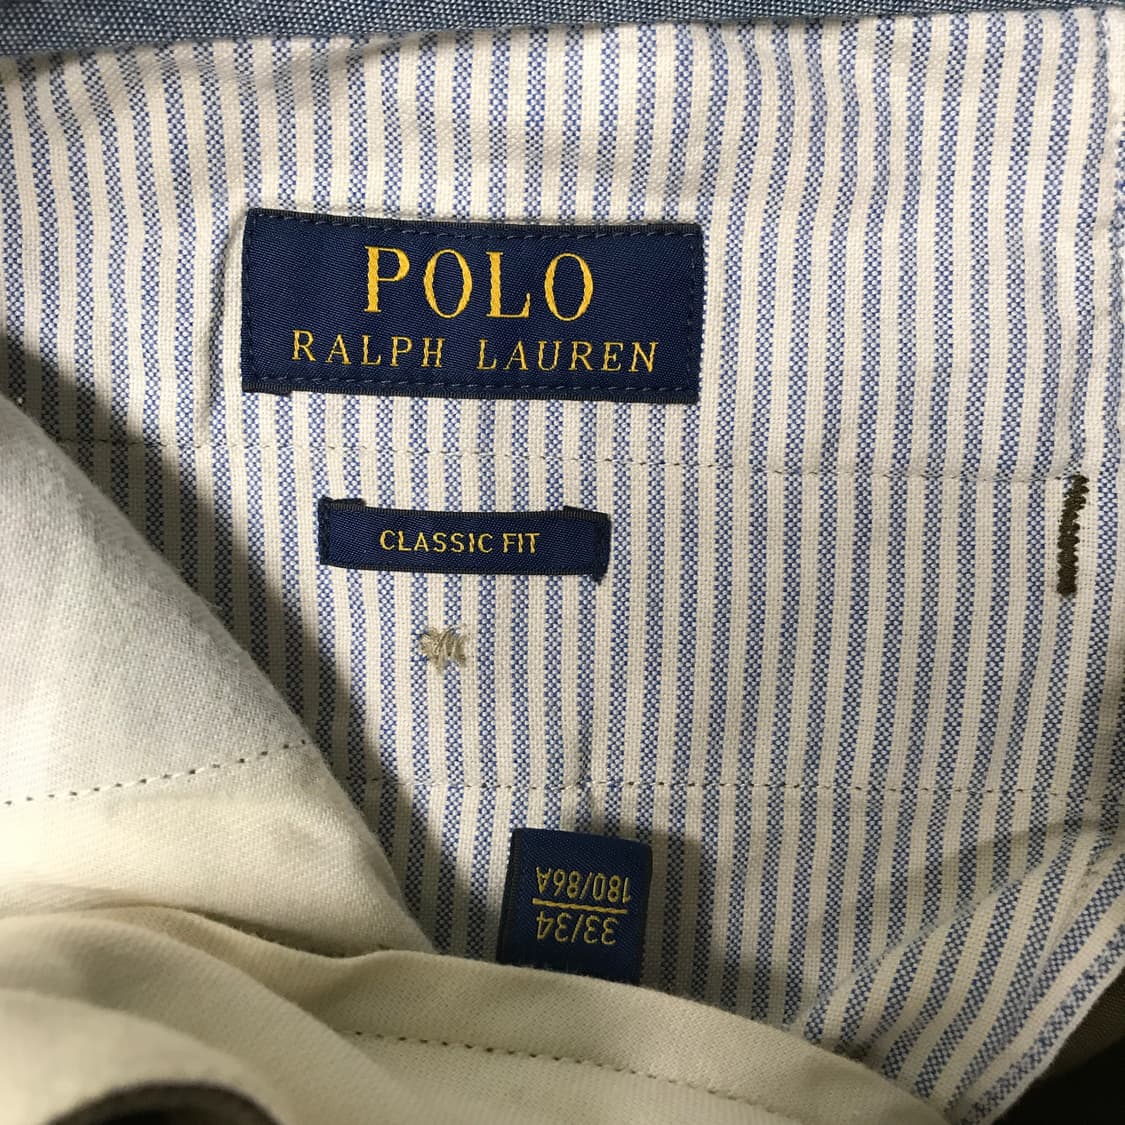 POLO
RALPH LAUREN
CLASSIC FIT
33/34
180/86A